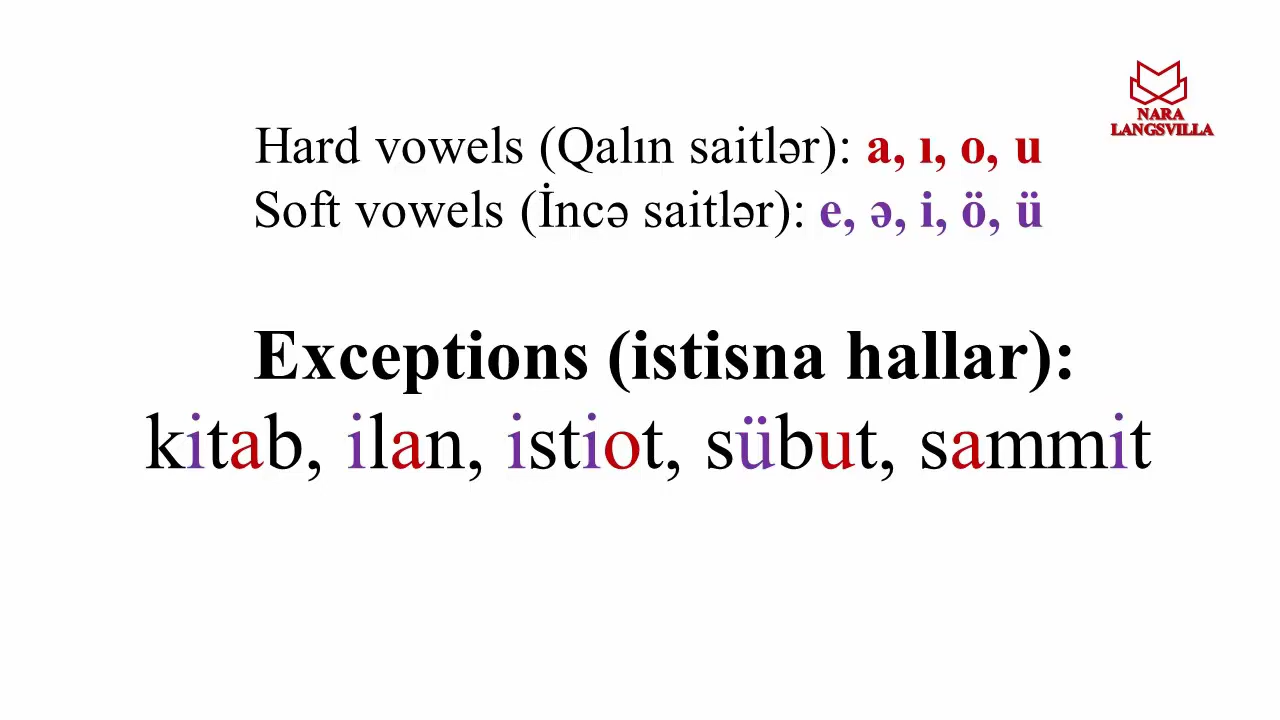 NARA
LANGSVILLA
Hard vowels (Qalın saitlər): a, ı, o, u
Soft vowels (İncə saitlər): e, ə, i, ö, ü
Exceptions (istisna hallar):
kitab, ilan, istiot, sübut, sammit